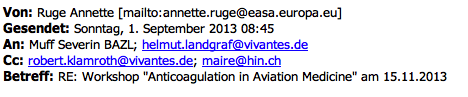 Von: Ruge Annette [mailto:annette.ruge@easa.europa.eu]
Gesendet: Sonntag, 1. September 2013 08:45
An: Muff Severin BAZL; helmut.landgraf@vivantes.de
Cc: robert.klamroth@vivantes.de; maire@hin.ch
Betreff: RE: Workshop "Anticoagulation in Aviation Medicine" am 15.11.2013